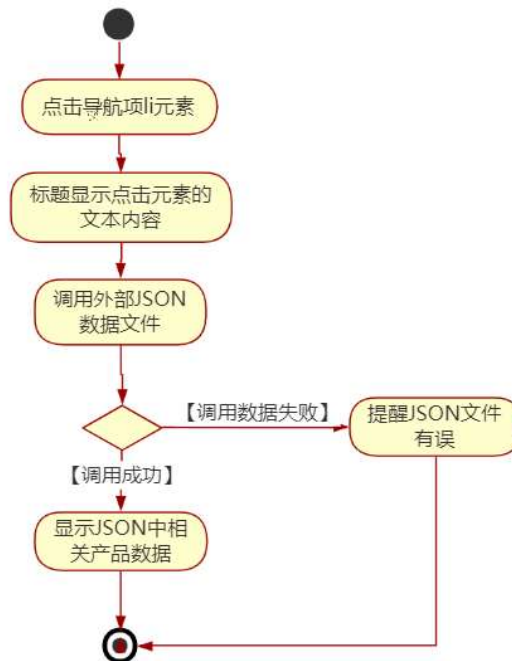 点击导航项li元素
标题显示点击元素的
文本内容
调用外部JSON
数据文件
【调用数据失败】
提醒JSON文件
有误
【调用成功】
显示JSON中相
关产品数据